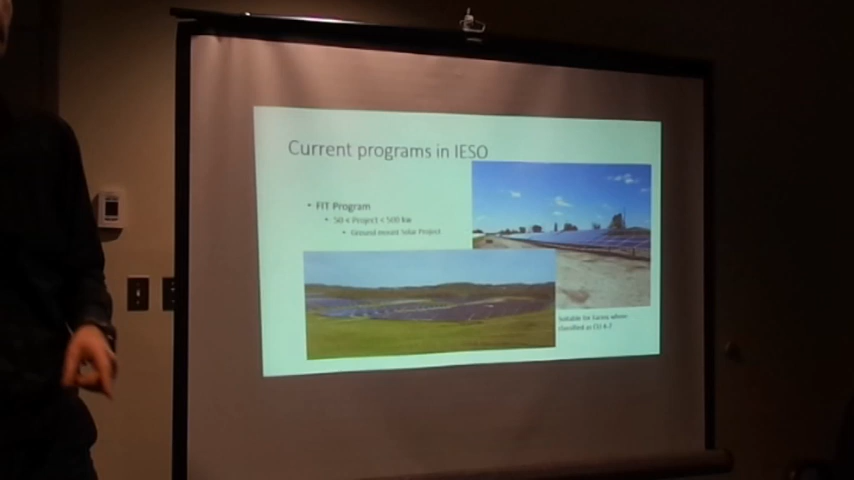 Current programs in IESO
• FIT Program
• 50 < Project < 500 kw
• Ground mount Solar Project
Suitable for Farms where
classified as CLI 4-7